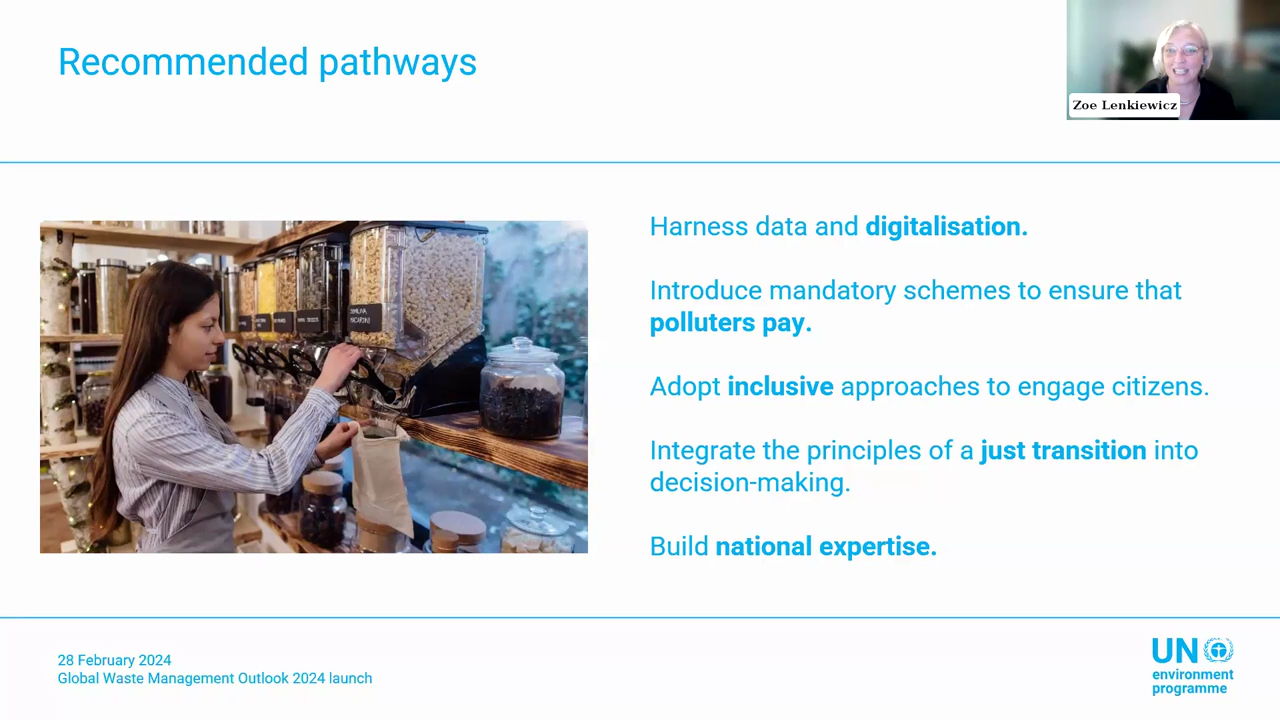 Recommended pathways
Zoe Lenkiewicz
Harness data and digitalisation.
Introduce mandatory schemes to ensure that
polluters pay.
Adopt inclusive approaches to engage citizens.
Integrate the principles of a just transition into
decision-making.
Build national expertise.
28 February 2024
Global Waste Management Outlook 2024 launch
UN
environment
programme